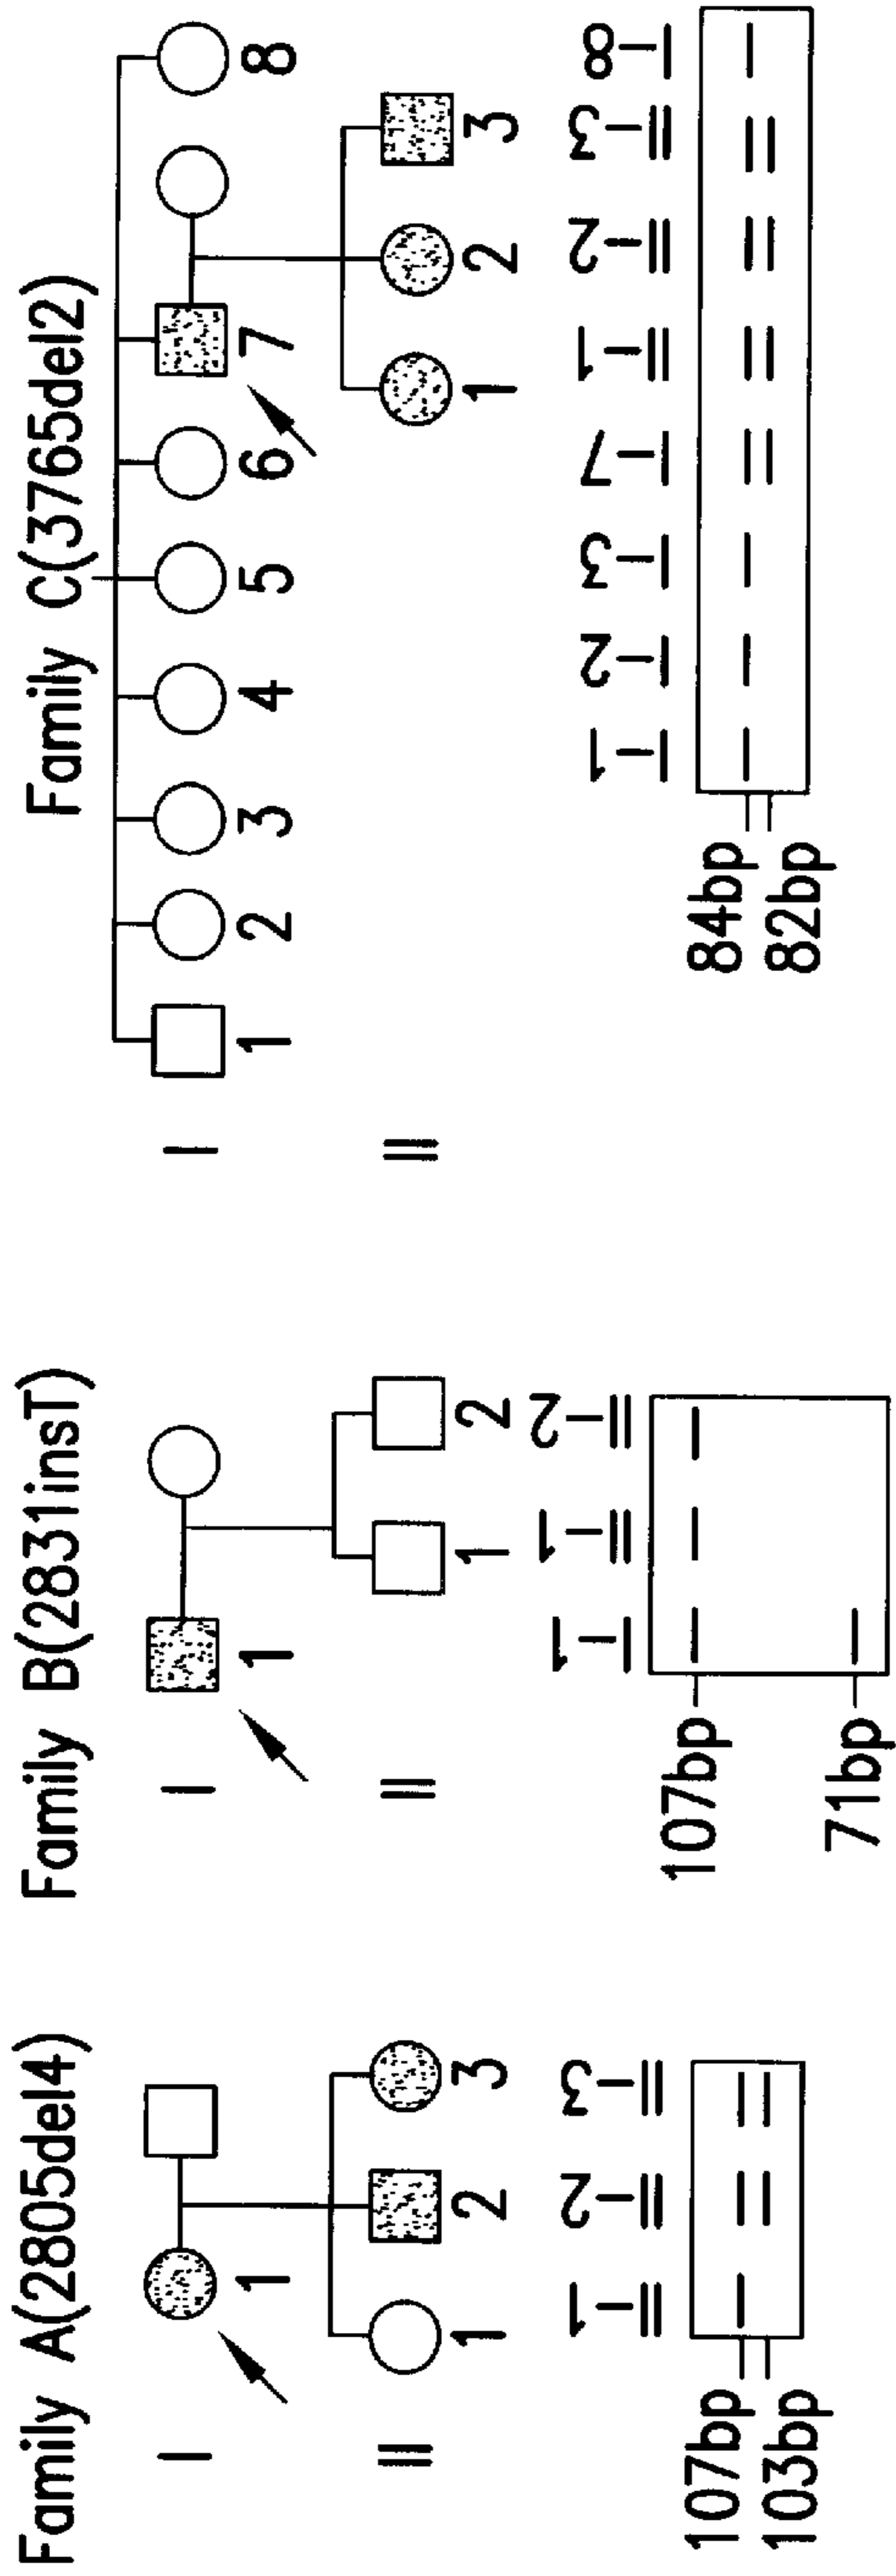 Family A(2805del4)
I
1
II
1 2 3
II-1 II-2 II-3
107bp
103bp
Family B(2831insT)
I
1
II
1 2
I-1 II-1 II-2
107bp
71bp
Family C(3765del2)
I
1 2 3 4 5 6 7 8
II
1 2 3
I-1 I-2 I-3 I-7 II-1 II-2 II-3 I-8
84bp
82bp